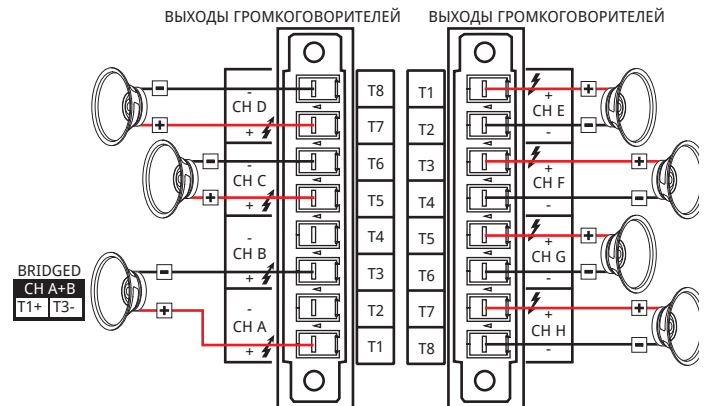 ВЫХОДЫ ГРОМКОГОВОРИТЕЛЕЙ
-
CH D
+
-
CH C
+
-
CH B
+
-
CH A
+
T8
T7
T6
T5
T4
T3
T2
T1
BRIDGED
CH A+B
T1+ T3-
ВЫХОДЫ ГРОМКОГОВОРИТЕЛЕЙ
T1
T2
T3
T4
T5
T6
T7
T8
+
CH E
-
+
CH F
-
+
CH G
-
+
CH H
-